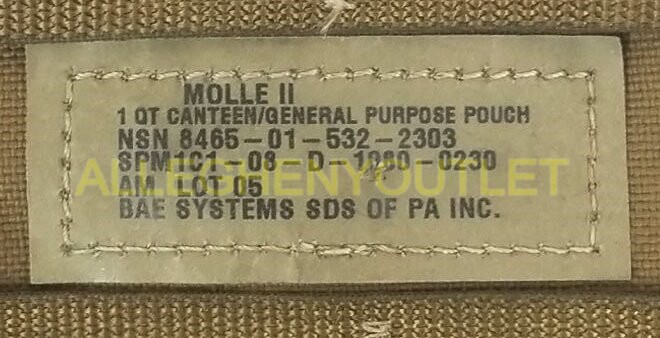 MOLLE II
1 QT CANTEEN/GENERAL PURPOSE POUCH
NSN 8465-01-532-2303
SPM1C1-08-D-1080-0230
ALLEGHENYOUTLET
AM LOT 05
BAE SYSTEMS SDS OF PA INC.